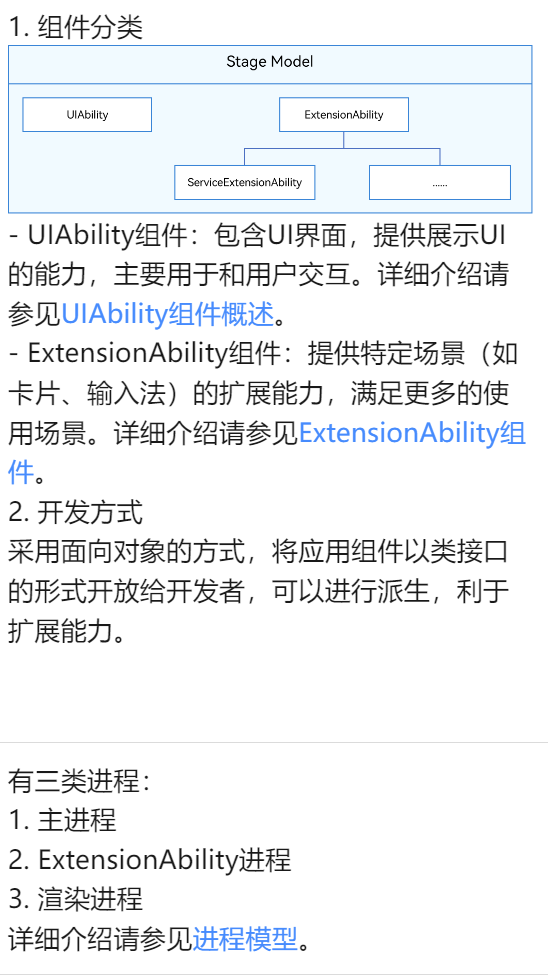 1. 组件分类
Stage Model
UIAbility
ExtensionAbility
ServiceExtensionAbility
......
- UIAbility组件：包含UI界面，提供展示UI
的能力，主要用于和用户交互。详细介绍请
参见UIAbility组件概述。
- ExtensionAbility组件：提供特定场景（如
卡片、输入法）的扩展能力，满足更多的使
用场景。详细介绍请参见ExtensionAbility组
件。
2. 开发方式
采用面向对象的方式，将应用组件以类接口
的形式开放给开发者，可以进行派生，利于
扩展能力。
有三类进程：
1. 主进程
2. ExtensionAbility进程
3. 渲染进程
详细介绍请参见进程模型。